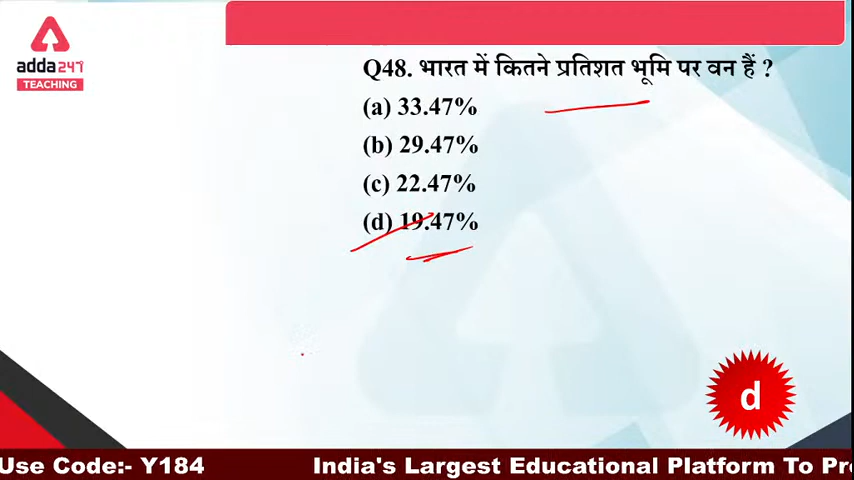 adda247
TEACHING
Q48. भारत में कितने प्रतिशत भूमि पर वन हैं ?
(a) 33.47%
(b) 29.47%
(c) 22.47%
(d) 19.47%
d
Use Code:- Y184 India's Largest Educational Platform To Pre